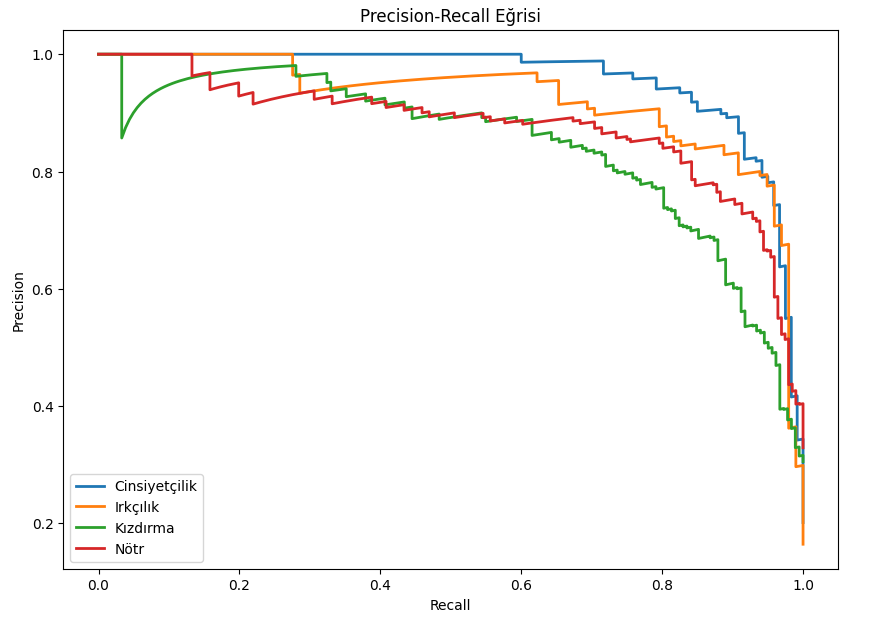 Precision-Recall Eğrisi
1.0
0.8
0.6
0.4
0.2
Precision
Cinsiyetçilik
Irkçılık
Kızdırma
Nötr
0.0
0.2
0.4
0.6
0.8
1.0
Recall